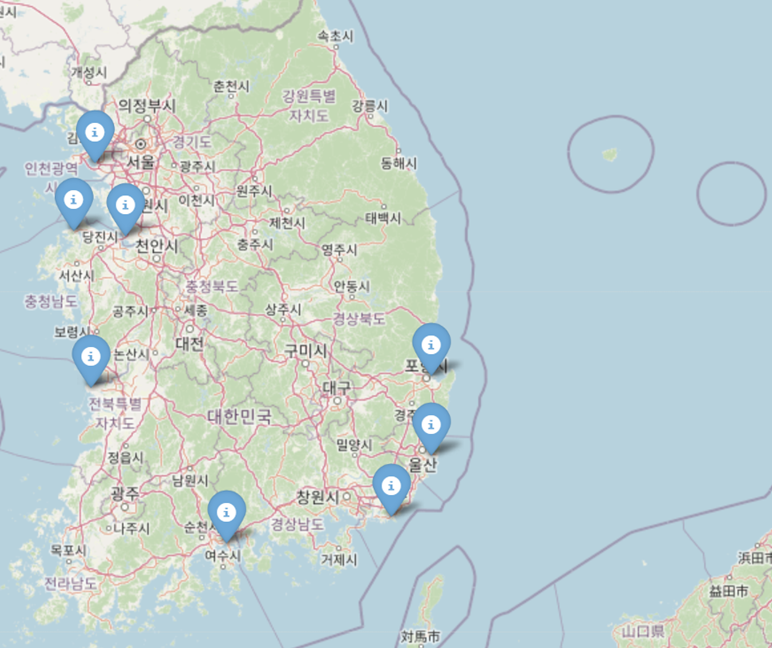 속초시
개성시
춘천시
의정부시
강원특별
자치도
강릉시
경기도
서울
광주시
동해시
인천광역
시
원주시
이천시
원시
제천시
태백시
당진시
천안시
충주시
영주시
서산시
충청북도
안동시
충청남도
공주시
세종
상주시
경상북도
보령시
대전
논산시
구미시
포항시
대구
전북특별
자치도
대한민국
경주
밀양시
정읍시
울산
남원시
광주
창원시
순천시
경상남도
나주시
목포시
여수시
거제시
전라남도
浜田市
益田市
山口県
対馬市